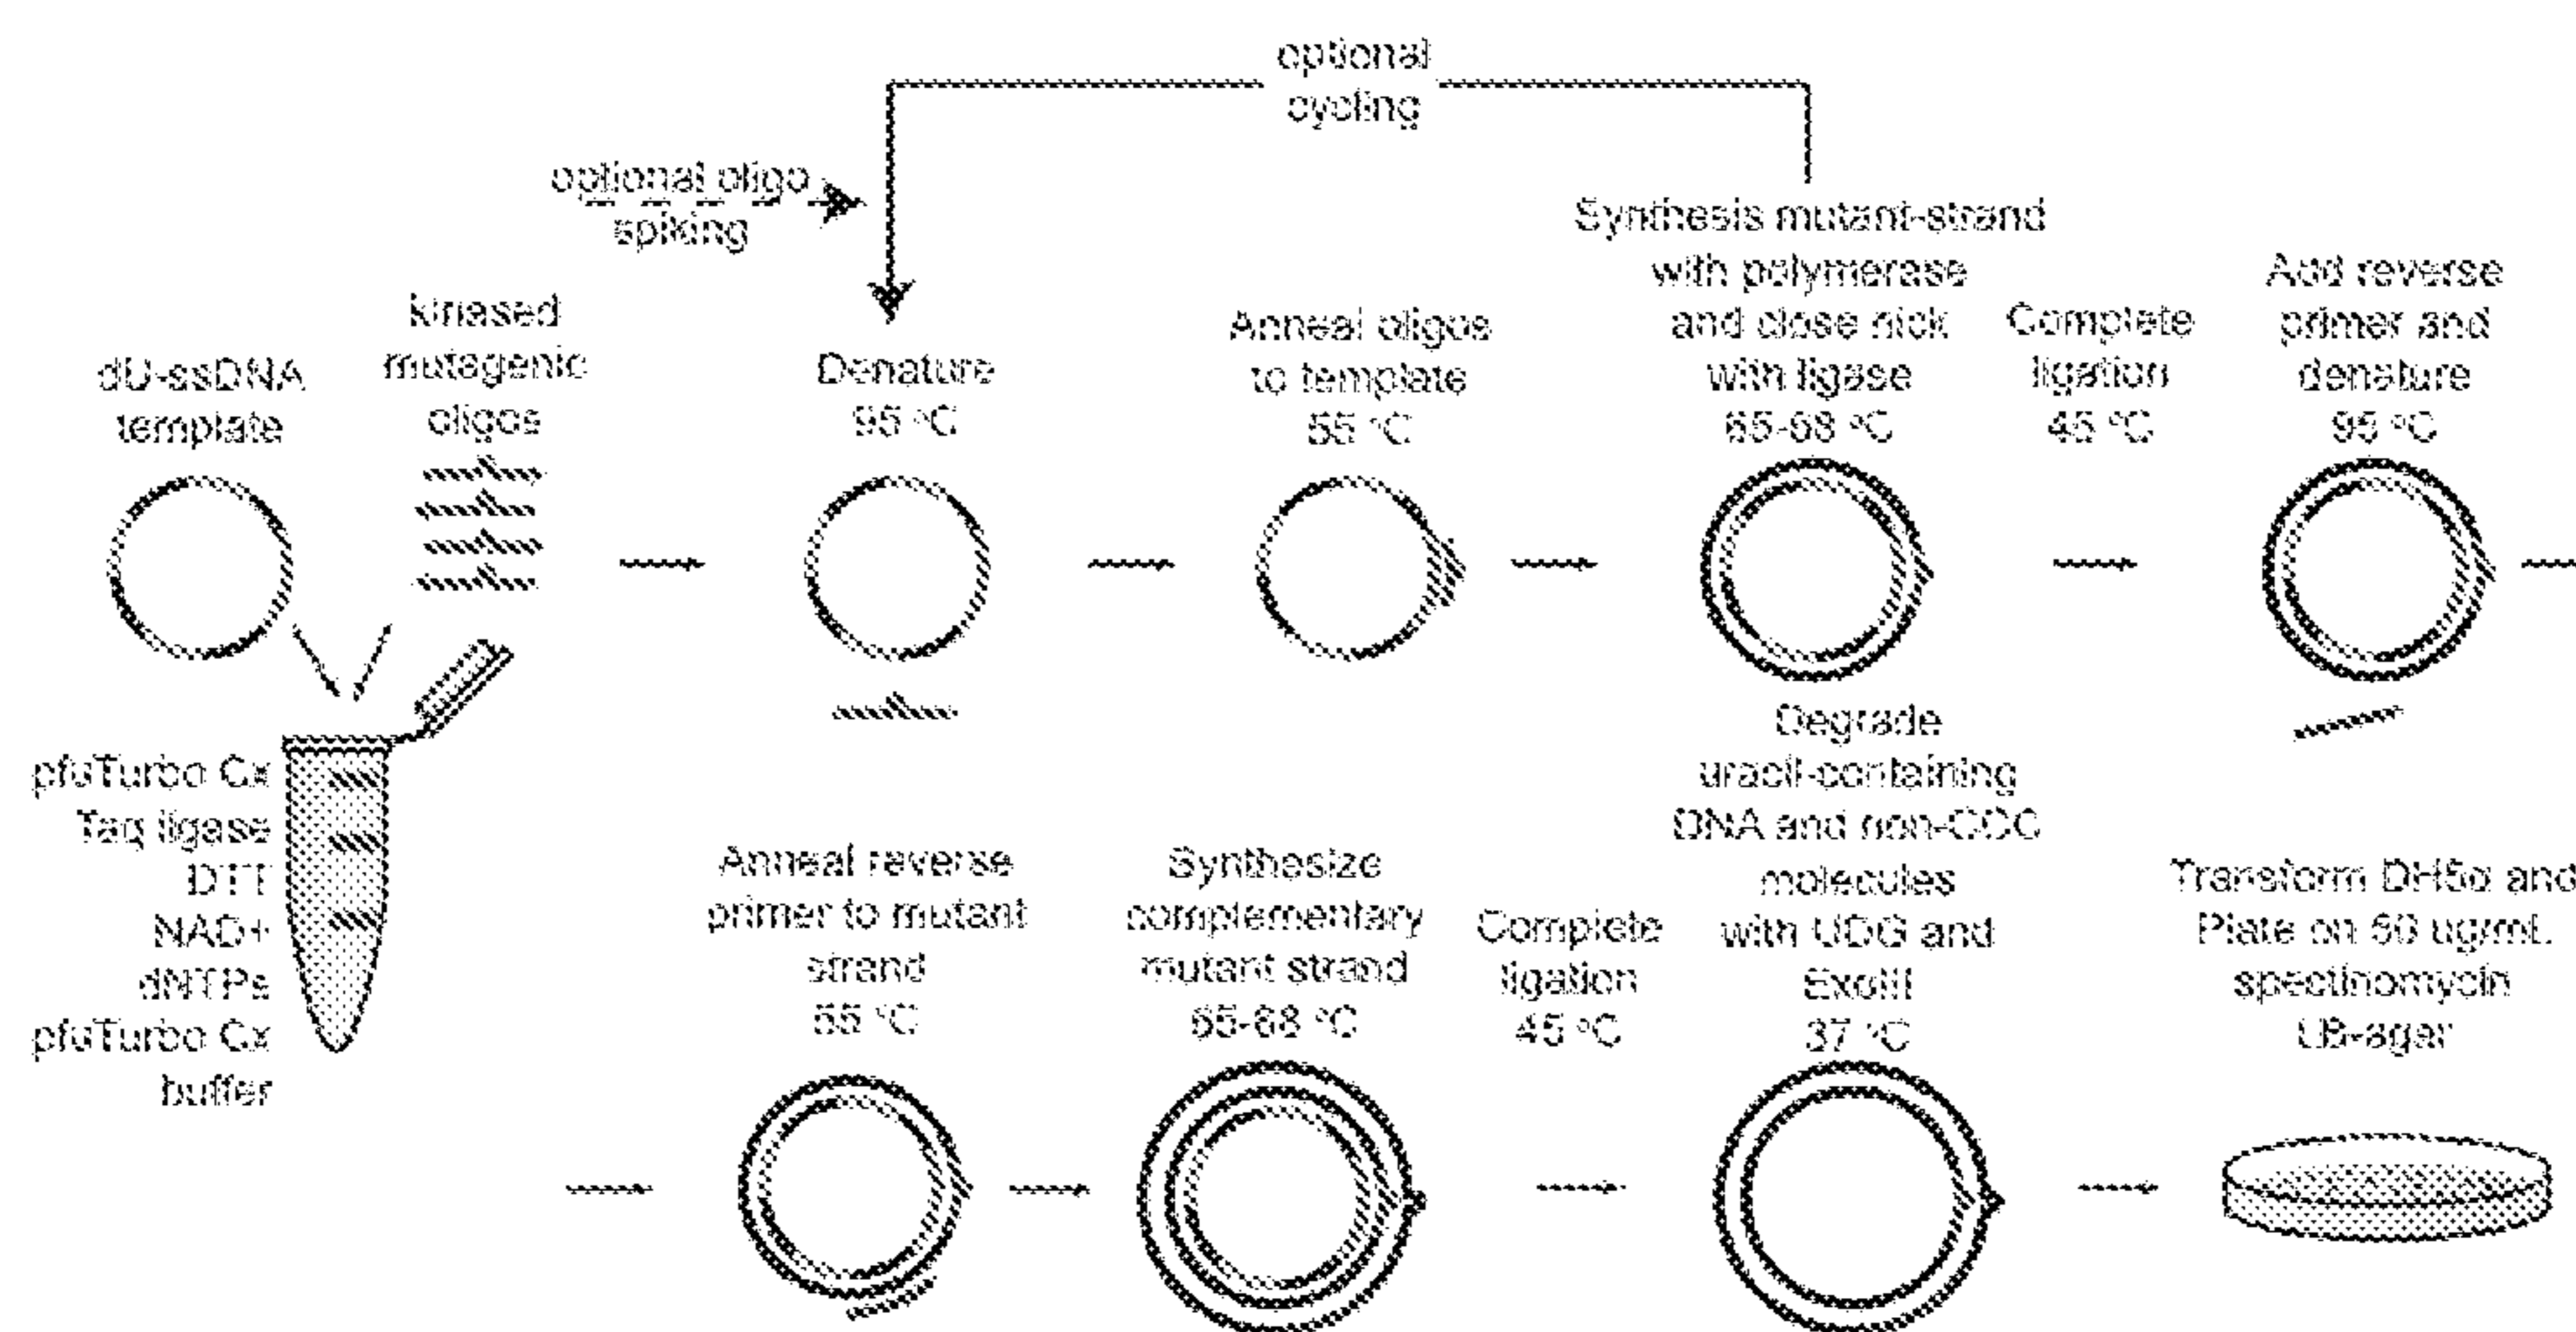 optional
cycling
optional oligo
spiking
dU-ssDNA
template
kinased
mutagenic
oligos
Denature
95 °C
Anneal oligos
to template
55 °C
Synthesis mutant-strand
with polymerase
and close nick
with ligase
65-68 °C
Complete
ligation
45 °C
Add reverse
primer and
denature
95 °C
pfuTurbo Cx
Taq ligase
DTT
NAD+
dNTPs
pfuTurbo Cx
buffer
Anneal reverse
primer to mutant
strand
55 °C
Synthesize
complementary
mutant strand
65-68 °C
Complete
ligation
45 °C
Degrade
uracil-containing
DNA and non-CCC
molecules
with UDG and
ExoIII
37 °C
Transform DH5α and
Plate on 50 ug/mL
spectinomycin
LB-agar